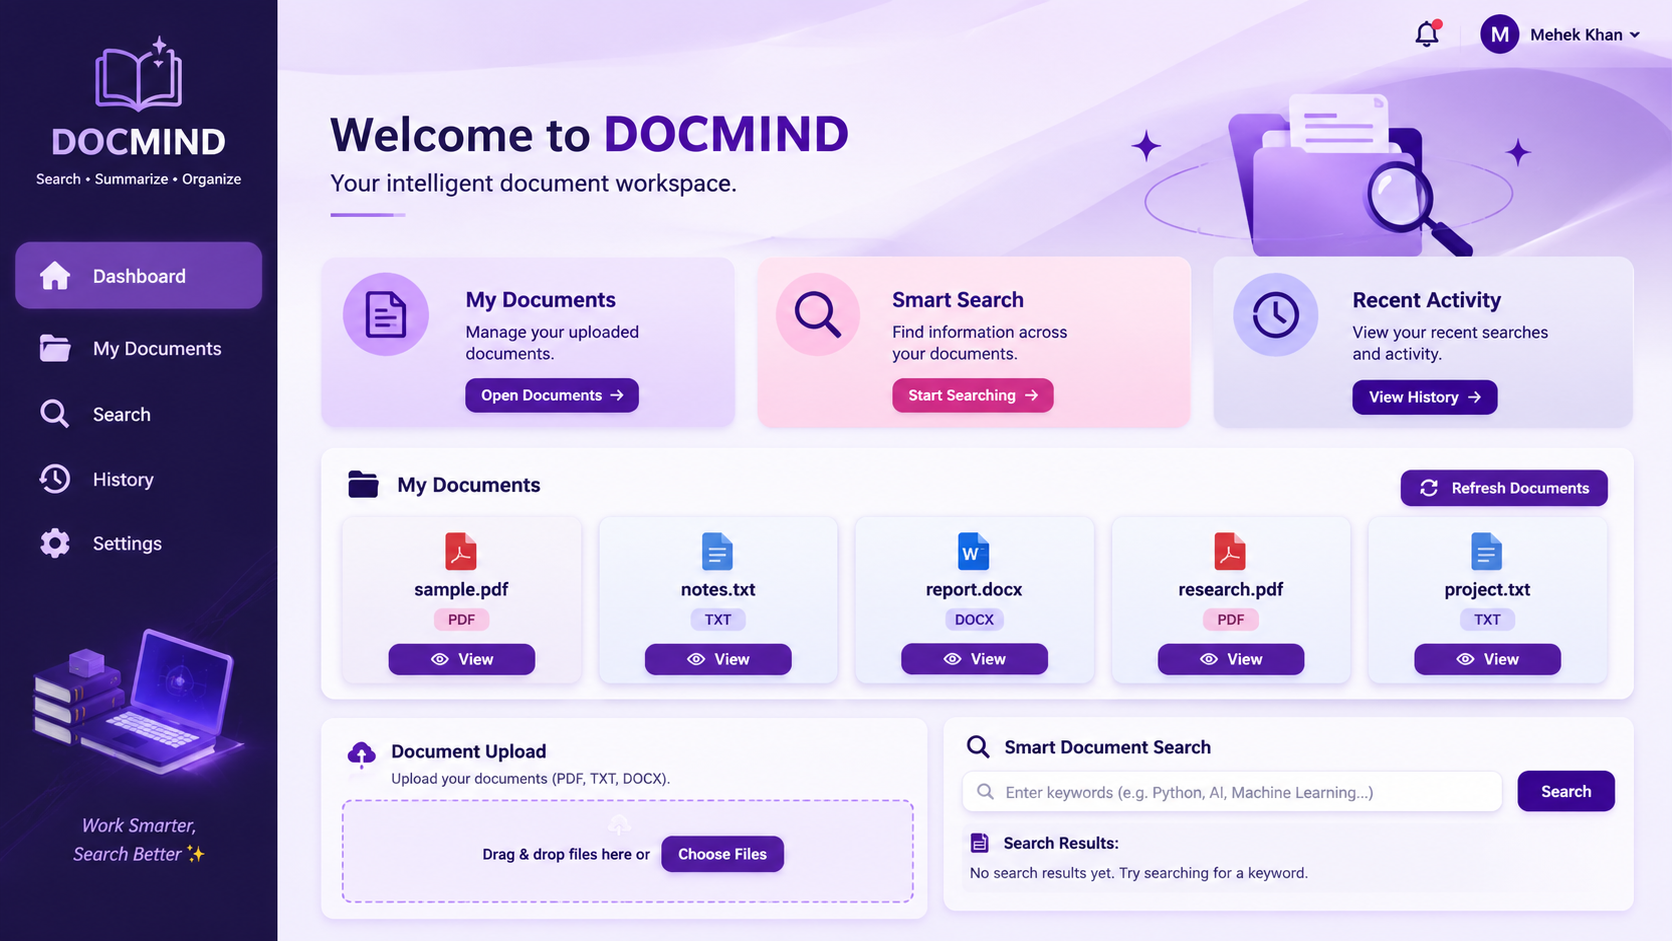 DOCMIND
Search • Summarize • Organize
Dashboard
My Documents
Search
History
Settings
Work Smarter,
Search Better ✨
M
Mehek Khan
Welcome to DOCMIND
Your intelligent document workspace.
My Documents
Manage your uploaded
documents.
Open Documents →
Smart Search
Find information across
your documents.
Start Searching →
Recent Activity
View your recent searches
and activity.
View History →
My Documents
Refresh Documents
sample.pdf
PDF
View
notes.txt
TXT
View
W
report.docx
DOCX
View
research.pdf
PDF
View
project.txt
TXT
View
Document Upload
Upload your documents (PDF, TXT, DOCX).
Drag & drop files here or
Choose Files
Smart Document Search
Enter keywords (e.g. Python, AI, Machine Learning...)
Search
Search Results:
No search results yet. Try searching for a keyword.